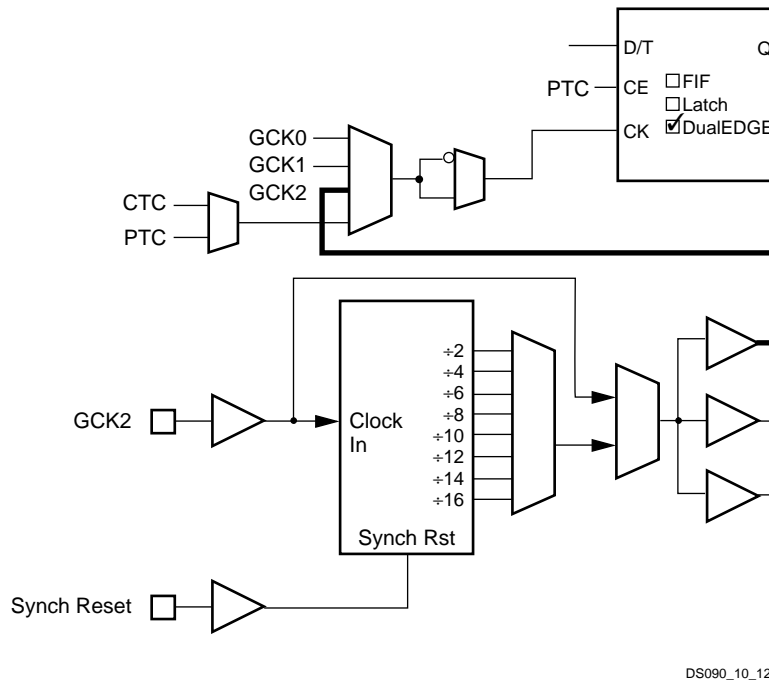 D/T Q
PTC CE FIF
Latch
CK DualEDGE
GCK0
GCK1
GCK2
CTC
PTC
÷2
÷4
÷6
÷8
÷10
÷12
÷14
÷16
GCK2
Clock
In
Synch Rst
Synch Reset
DS090_10_12